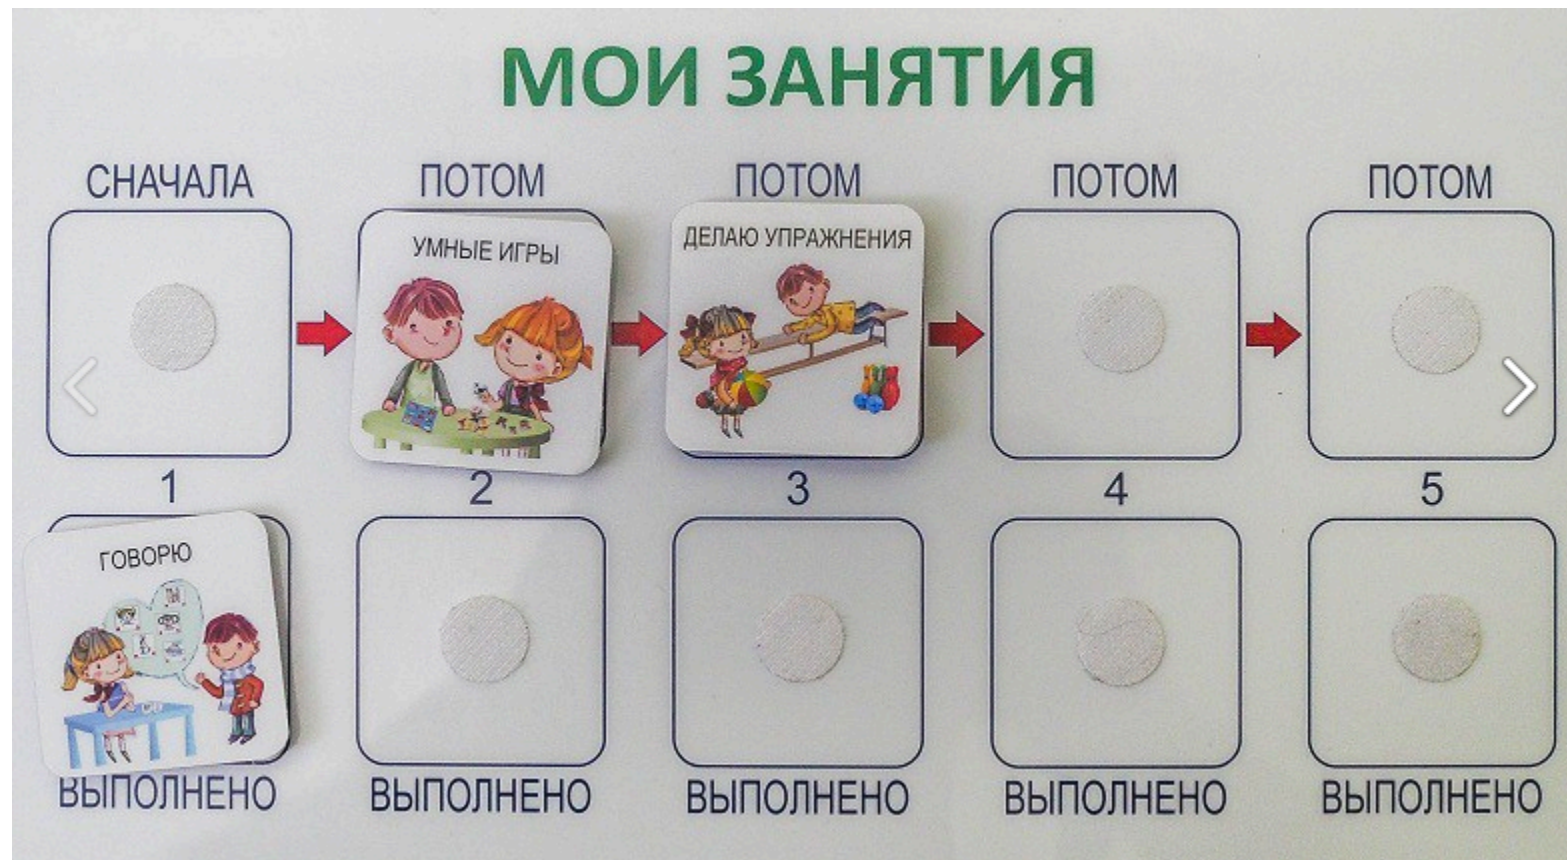 МОИ ЗАНЯТИЯ
СНАЧАЛА ПОТОМ ПОТОМ ПОТОМ ПОТОМ
УМНЫЕ ИГРЫ
ДЕЛАЮ УПРАЖНЕНИЯ
1 2 3 4 5
ГОВОРЮ
ВЫПОЛНЕНО ВЫПОЛНЕНО ВЫПОЛНЕНО ВЫПОЛНЕНО ВЫПОЛНЕНО